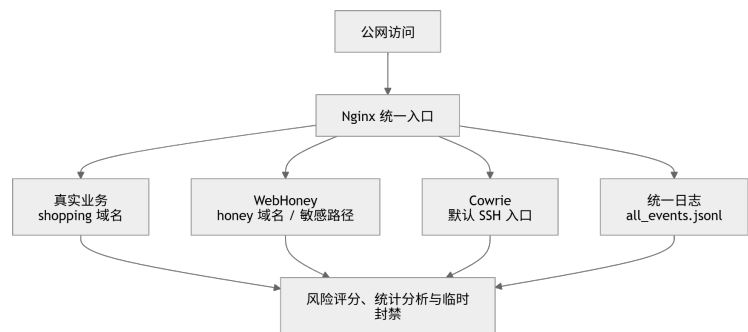 公网访问
Nginx 统一入口
真实业务
shopping 域名
WebHoney
honey 域名 / 敏感路径
Cowrie
默认 SSH 入口
统一日志
all_events.jsonl
风险评分、统计分析与临时
封禁